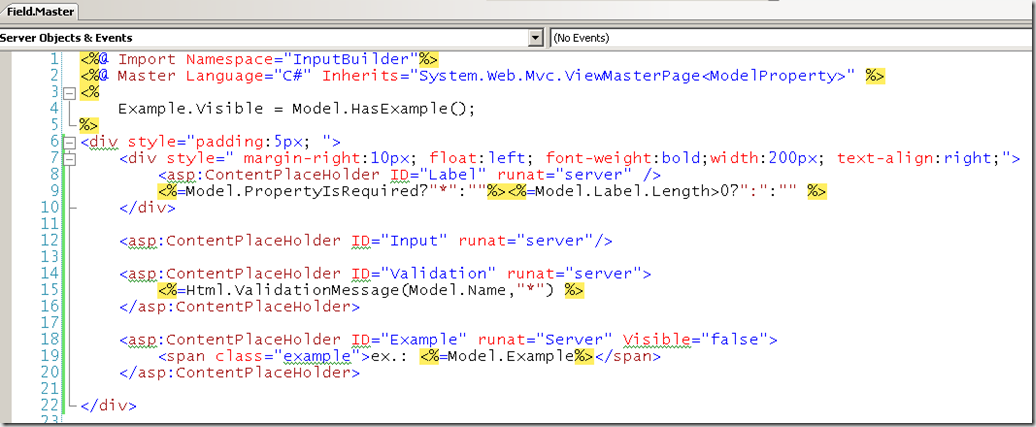 Field.Master
Server Objects & Events (No Events)
1 <%@ Import Namespace="InputBuilder"%>
2 <%@ Master Language="C#" Inherits="System.Web.Mvc.ViewMasterPage<ModelProperty>" %>
3 <%
4 Example.Visible = Model.HasExample();
5 %>
6 <div style="padding:5px; ">
7 <div style=" margin-right:10px; float:left; font-weight:bold;width:200px; text-align:right;">
8 <asp:ContentPlaceHolder ID="Label" runat="server" />
9 <%=Model.PropertyIsRequired?"*":""%><%=Model.Label.Length>0?":":"" %>
10 </div>
11
12 <asp:ContentPlaceHolder ID="Input" runat="server"/>
13
14 <asp:ContentPlaceHolder ID="Validation" runat="server">
15 <%=Html.ValidationMessage(Model.Name,"*") %>
16 </asp:ContentPlaceHolder>
17
18 <asp:ContentPlaceHolder ID="Example" runat="Server" Visible="false">
19 <span class="example">ex.: <%=Model.Example%></span>
20 </asp:ContentPlaceHolder>
21
22 </div>
23